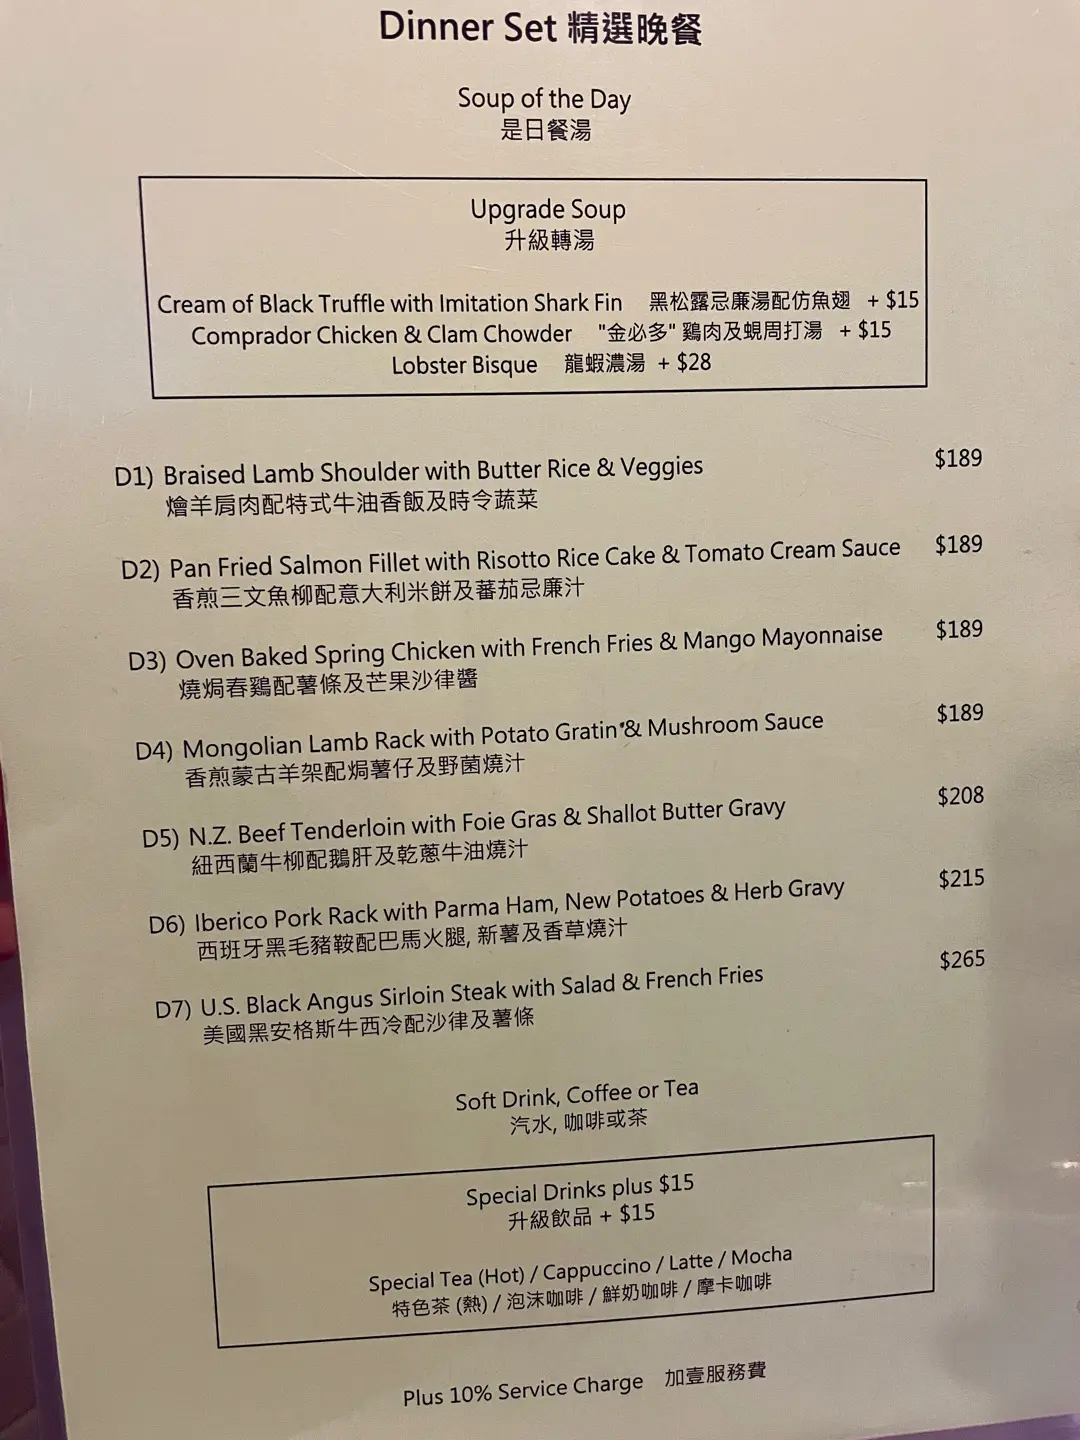 Dinner Set 精選晚餐
Soup of the Day
是日餐湯
Upgrade Soup
升級轉湯
Cream of Black Truffle with Imitation Shark Fin 黑松露忌廉湯配仿魚翅 + $15
Comprador Chicken & Clam Chowder "金必多" 鷄肉及蜆周打湯 + $15
Lobster Bisque 龍蝦濃湯 + $28
D1) Braised Lamb Shoulder with Butter Rice & Veggies $189
燴羊肩肉配特式牛油香飯及時令蔬菜
D2) Pan Fried Salmon Fillet with Risotto Rice Cake & Tomato Cream Sauce $189
香煎三文魚柳配意大利米餅及蕃茄忌廉汁
D3) Oven Baked Spring Chicken with French Fries & Mango Mayonnaise $189
燒焗春鷄配薯條及芒果沙律醬
D4) Mongolian Lamb Rack with Potato Gratin & Mushroom Sauce $189
香煎蒙古羊架配焗薯仔及野菌燒汁
D5) N.Z. Beef Tenderloin with Foie Gras & Shallot Butter Gravy $208
紐西蘭牛柳配鵝肝及乾蔥牛油燒汁
D6) Iberico Pork Rack with Parma Ham, New Potatoes & Herb Gravy $215
西班牙黑毛豬鞍配巴馬火腿, 新薯及香草燒汁
D7) U.S. Black Angus Sirloin Steak with Salad & French Fries $265
美國黑安格斯牛西冷配沙律及薯條
Soft Drink, Coffee or Tea
汽水, 咖啡或茶
Special Drinks plus $15
升級飲品 + $15
Special Tea (Hot) / Cappuccino / Latte / Mocha
特色茶 (熱) / 泡沫咖啡 / 鮮奶咖啡 / 摩卡咖啡
Plus 10% Service Charge 加壹服務費